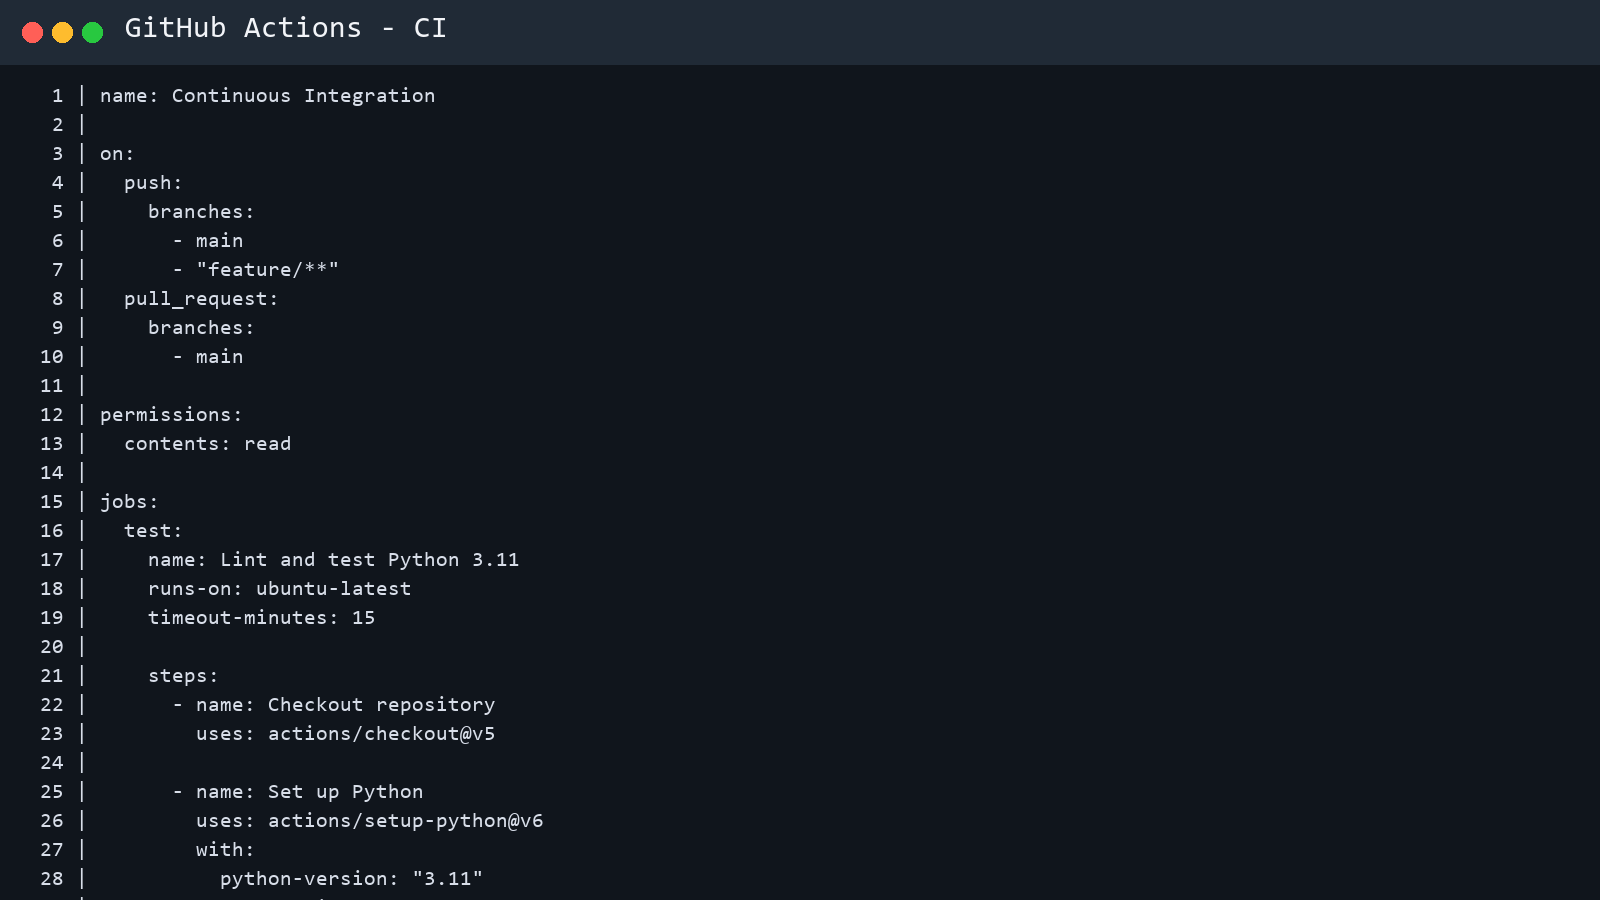 GitHub Actions - CI
1 | name: Continuous Integration
2 |
3 | on:
4 |   push:
5 |     branches:
6 |       - main
7 |       - "feature/**"
8 |   pull_request:
9 |     branches:
10 |       - main
11 |
12 | permissions:
13 |   contents: read
14 |
15 | jobs:
16 |   test:
17 |     name: Lint and test Python 3.11
18 |     runs-on: ubuntu-latest
19 |     timeout-minutes: 15
20 |
21 |     steps:
22 |       - name: Checkout repository
23 |         uses: actions/checkout@v5
24 |
25 |       - name: Set up Python
26 |         uses: actions/setup-python@v6
27 |         with:
28 |           python-version: "3.11"